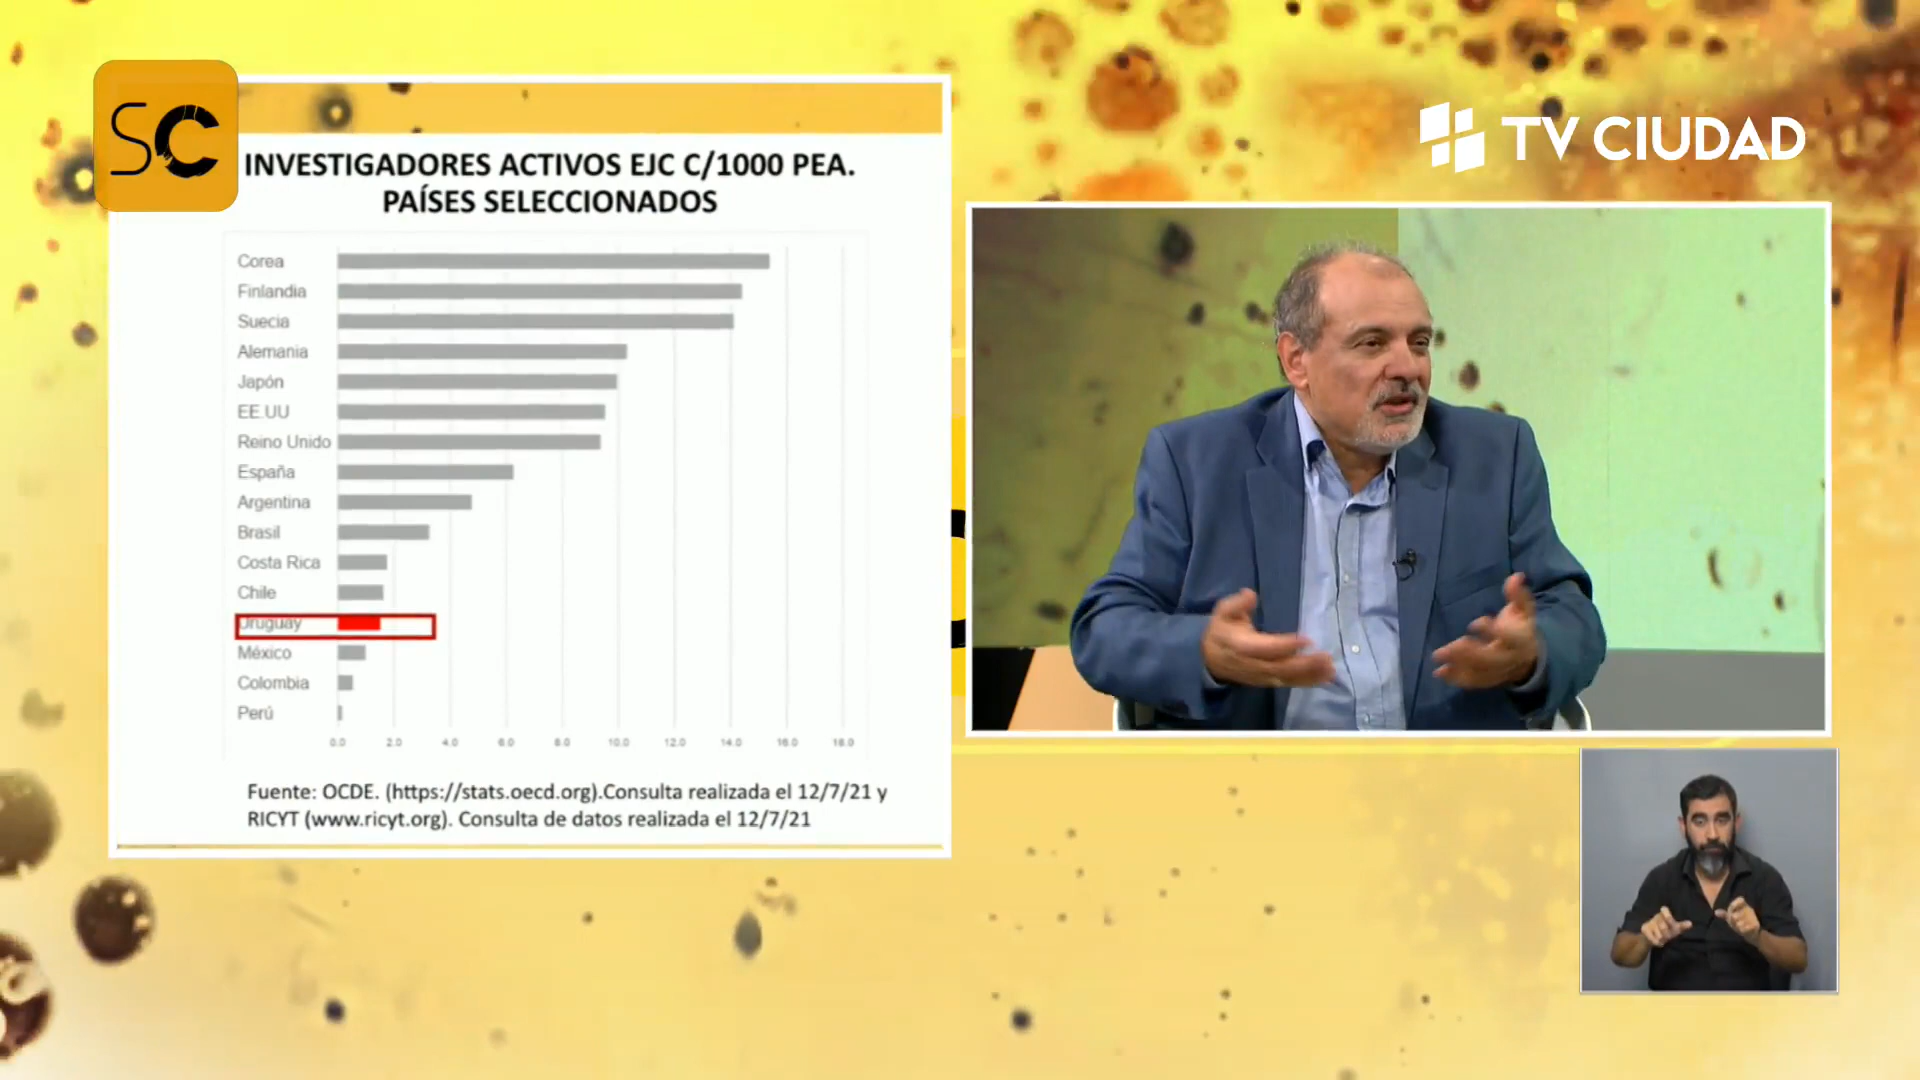 SC
TV CIUDAD
INVESTIGADORES ACTIVOS EJC C/1000 PEA.
PAÍSES SELECCIONADOS
Corea
Finlandia
Suecia
Alemania
Japón
EE.UU
Reino Unido
España
Argentina
Brasil
Costa Rica
Chile
Uruguay
México
Colombia
Perú
0.0 2.0 4.0 6.0 8.0 10.0 12.0 14.0 16.0 18.0
Fuente: OCDE. (https://stats.oecd.org).Consulta realizada el 12/7/21 y
RICYT (www.ricyt.org). Consulta de datos realizada el 12/7/21